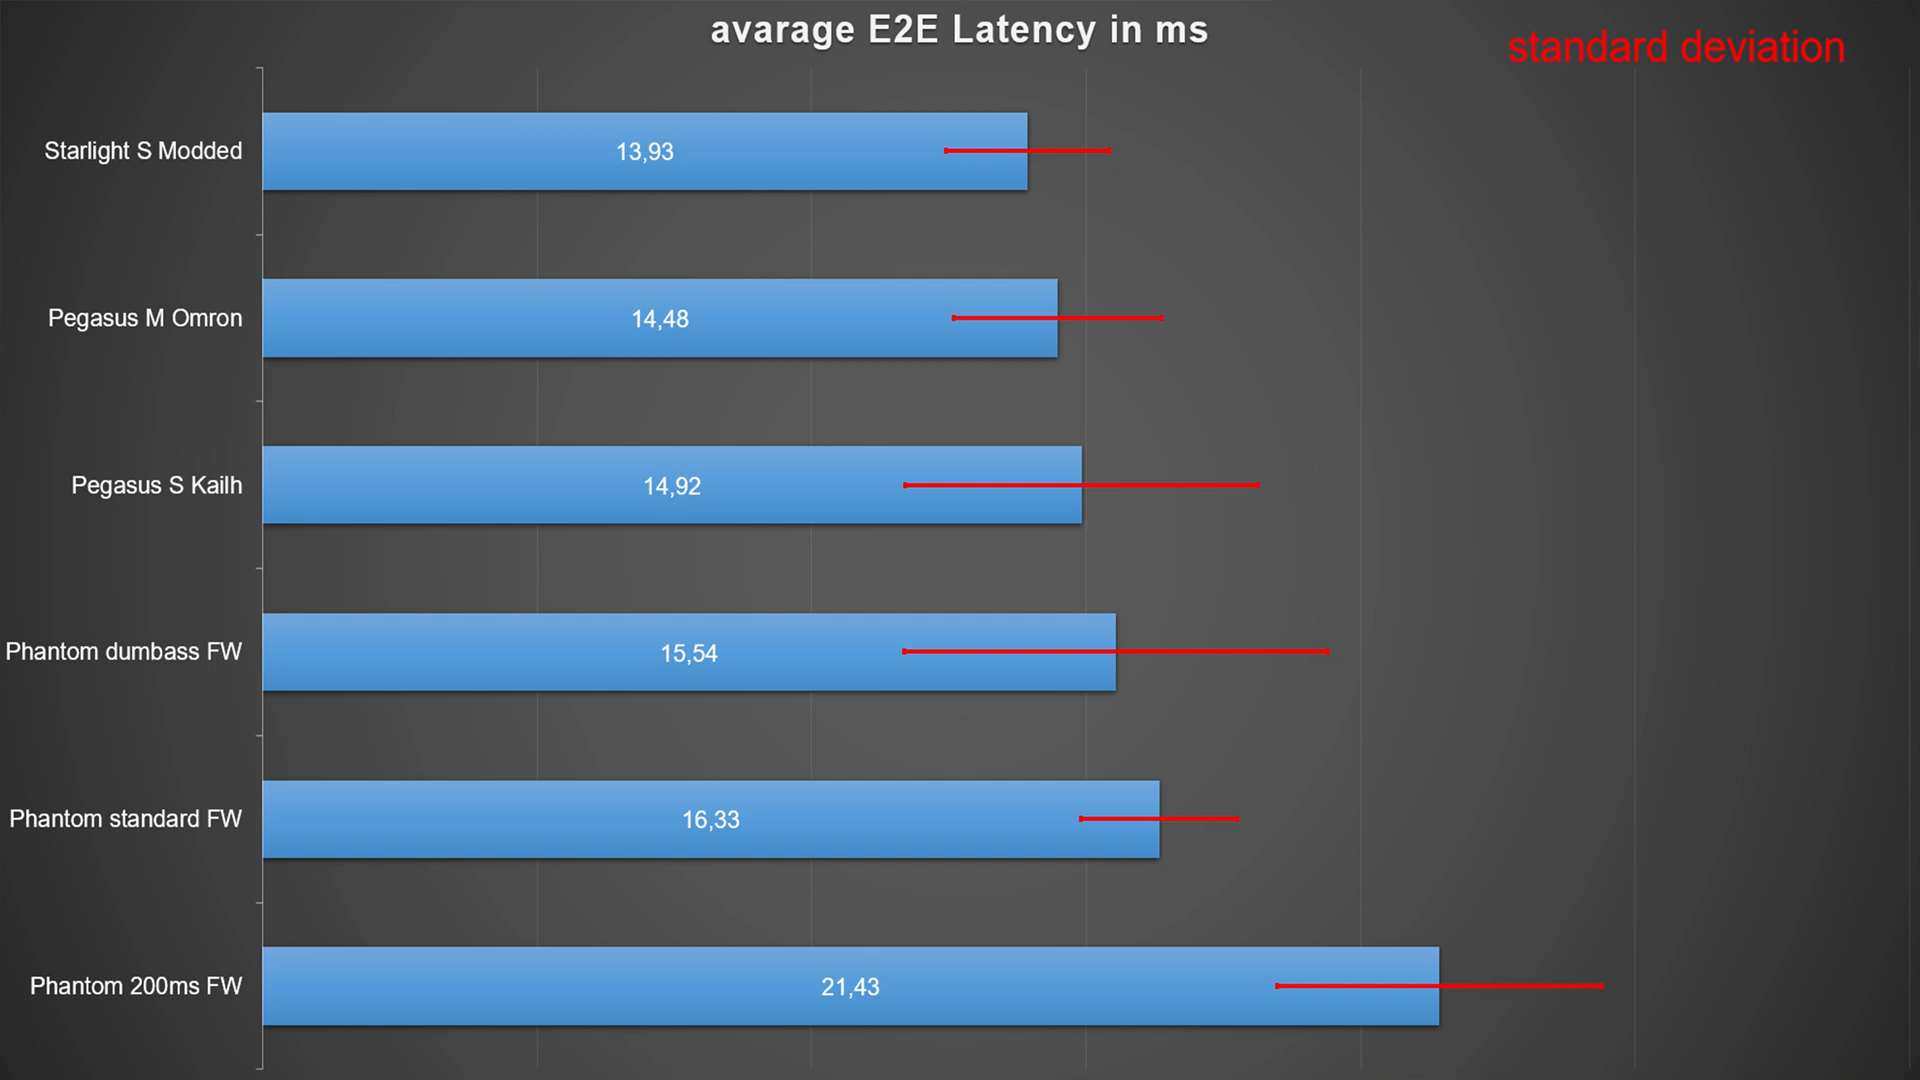 avarage E2E Latency in ms
standard deviation
Starlight S Modded
13,93
Pegasus M Omron
14,48
Pegasus S Kailh
14,92
Phantom dumbass FW
15,54
Phantom standard FW
16,33
Phantom 200ms FW
21,43